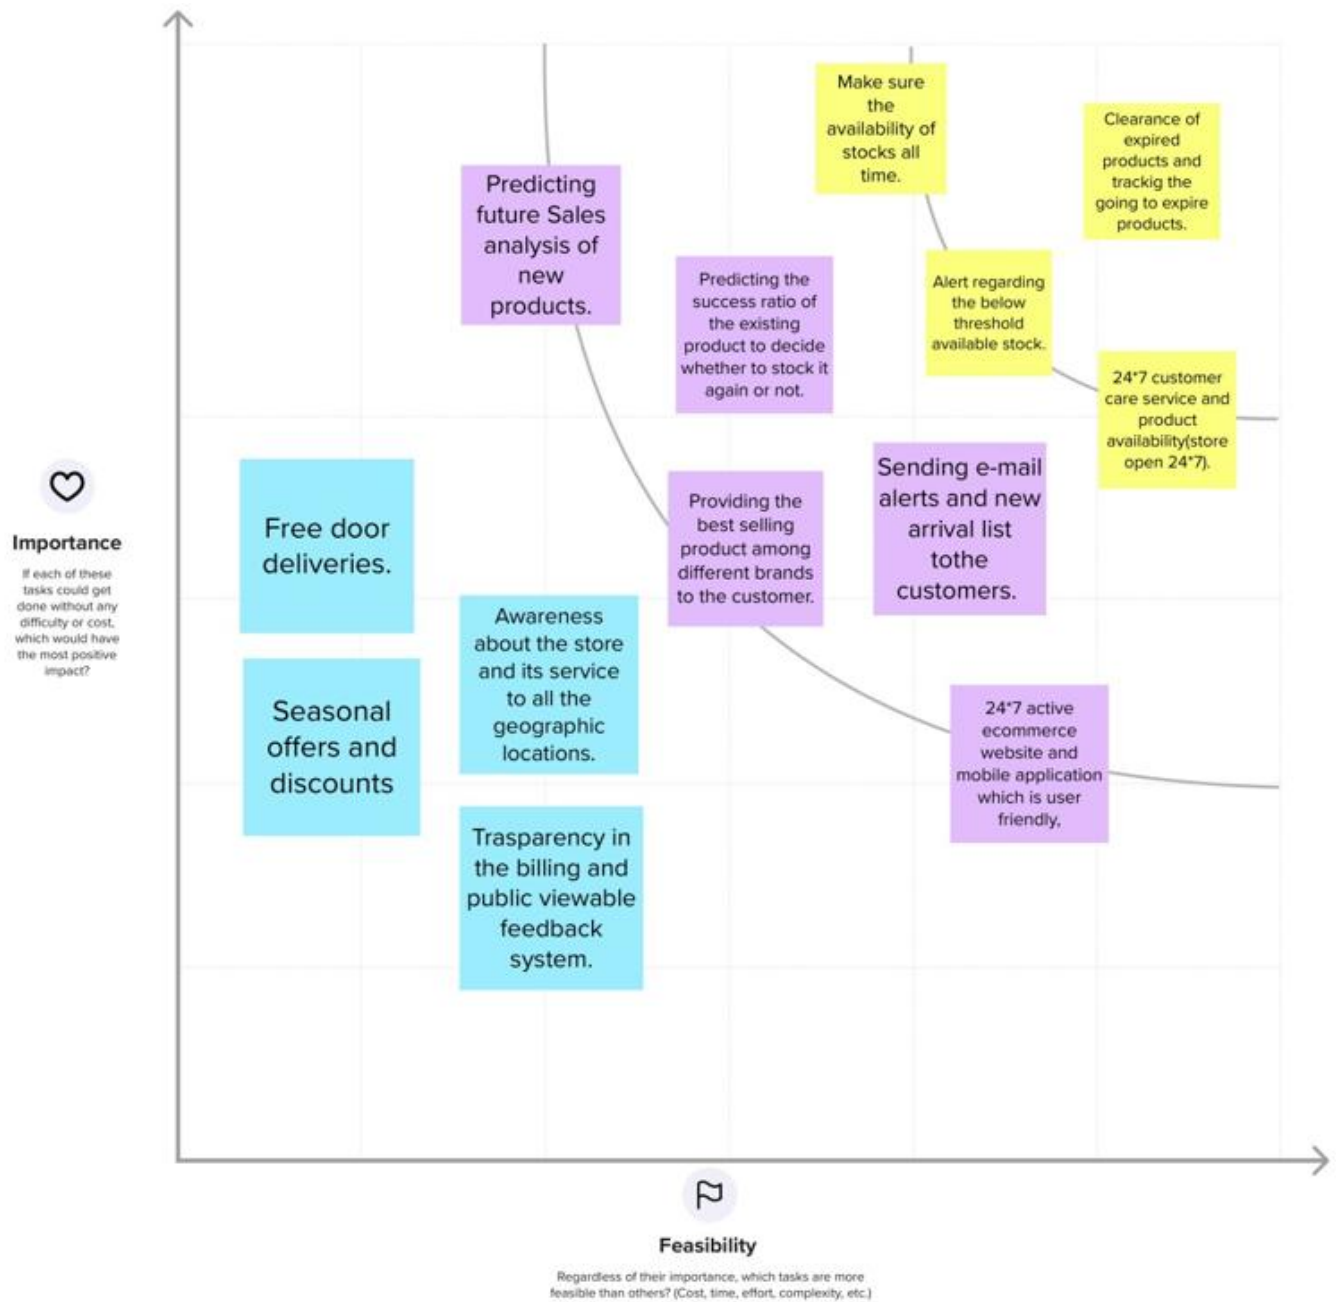 Make sure
the
availability of
stocks all
time.
Clearance of
expired
products and
trackig the
going to expire
products.
Predicting
future Sales
analysis of
new
products.
Predicting the
success ratio of
the existing
product to decide
whether to stock it
again or not.
Alert regarding
the below
threshold
available stock.
24*7 customer
care service and
product
availability(store
open 24*7).
Importance
If each of these
tasks could get
done without any
difficulty or cost,
which would have
the most positive
impact?
Free door
deliveries.
Providing the
best selling
product among
different brands
to the customer.
Sending e-mail
alerts and new
arrival list
tothe
customers.
Awareness
about the store
and its service
to all the
geographic
locations.
Seasonal
offers and
discounts
24*7 active
ecommerce
website and
mobile application
which is user
friendly,
Trasparency in
the billing and
public viewable
feedback
system.
Feasibility
Regardless of their importance, which tasks are more
feasible than others? (Cost, time, effort, complexity, etc.)